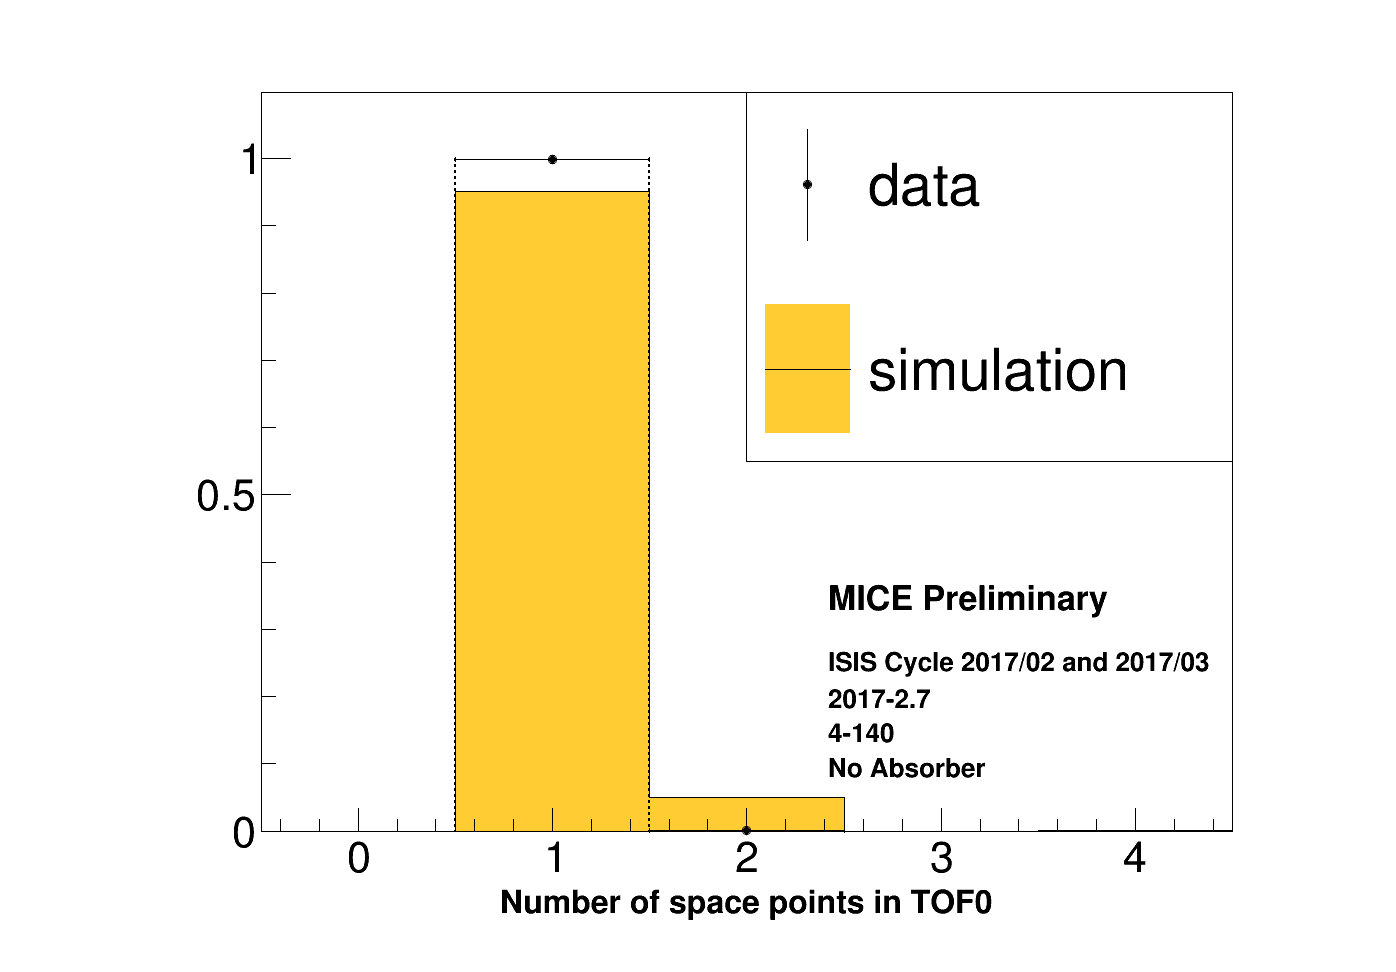 1
0.5
0
data
simulation
MICE Preliminary
ISIS Cycle 2017/02 and 2017/03
2017-2.7
4-140
No Absorber
0 1 2 3 4
Number of space points in TOF0